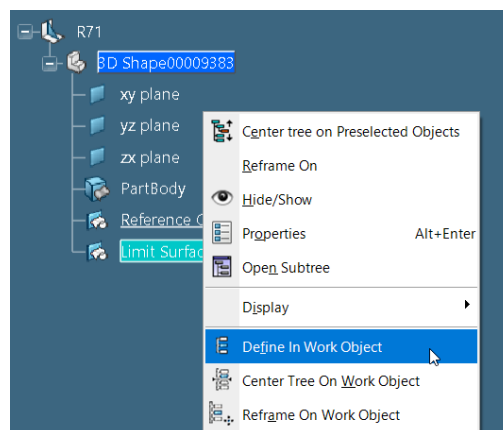 R71
3D Shape00009383
xy plane
yz plane
zx plane
PartBody
Reference
Limit
Center tree on Preselected Objects
Reframe On
Hide/Show
Properties Alt+Enter
Open Subtree
Display
Define In Work Object
Center Tree On Work Object
Reframe On Work Object